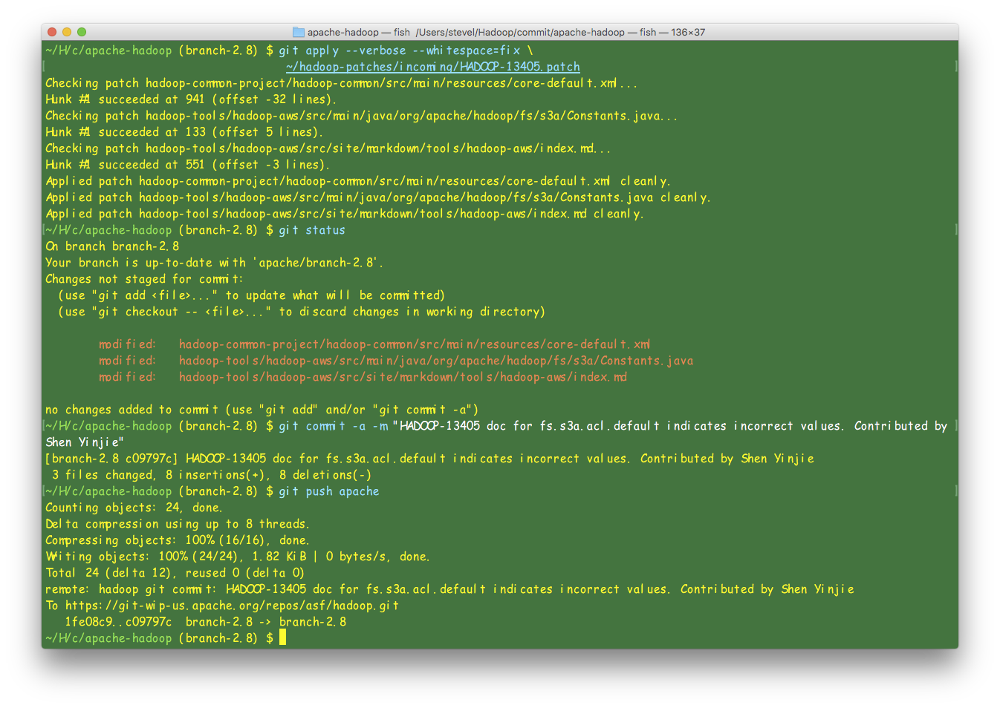 apache-hadoop — fish  /Users/stevel/Hadoop/commit/apache-hadoop — fish — 136×37
~/H/c/apache-hadoop (branch-2.8) $ git apply --verbose --whitespace=fix \
~/hadoop-patches/incoming/HADOOP-13405.patch
Checking patch hadoop-common-project/hadoop-common/src/main/resources/core-default.xml...
Hunk #1 succeeded at 941 (offset -32 lines).
Checking patch hadoop-tools/hadoop-aws/src/main/java/org/apache/hadoop/fs/s3a/Constants.java...
Hunk #1 succeeded at 133 (offset 5 lines).
Checking patch hadoop-tools/hadoop-aws/src/site/markdown/tools/hadoop-aws/index.md...
Hunk #1 succeeded at 551 (offset -3 lines).
Applied patch hadoop-common-project/hadoop-common/src/main/resources/core-default.xml cleanly.
Applied patch hadoop-tools/hadoop-aws/src/main/java/org/apache/hadoop/fs/s3a/Constants.java cleanly.
Applied patch hadoop-tools/hadoop-aws/src/site/markdown/tools/hadoop-aws/index.md cleanly.
~/H/c/apache-hadoop (branch-2.8) $ git status
On branch branch-2.8
Your branch is up-to-date with 'apache/branch-2.8'.
Changes not staged for commit:
  (use "git add <file>..." to update what will be committed)
  (use "git checkout -- <file>..." to discard changes in working directory)
        modified:   hadoop-common-project/hadoop-common/src/main/resources/core-default.xml
        modified:   hadoop-tools/hadoop-aws/src/main/java/org/apache/hadoop/fs/s3a/Constants.java
        modified:   hadoop-tools/hadoop-aws/src/site/markdown/tools/hadoop-aws/index.md
no changes added to commit (use "git add" and/or "git commit -a")
~/H/c/apache-hadoop (branch-2.8) $ git commit -a -m "HADOOP-13405 doc for fs.s3a.acl.default indicates incorrect values. Contributed by
Shen Yinjie"
[branch-2.8 c09797c] HADOOP-13405 doc for fs.s3a.acl.default indicates incorrect values. Contributed by Shen Yinjie
 3 files changed, 8 insertions(+), 8 deletions(-)
~/H/c/apache-hadoop (branch-2.8) $ git push apache
Counting objects: 24, done.
Delta compression using up to 8 threads.
Compressing objects: 100% (16/16), done.
Writing objects: 100% (24/24), 1.82 KiB | 0 bytes/s, done.
Total 24 (delta 12), reused 0 (delta 0)
remote: hadoop git commit: HADOOP-13405 doc for fs.s3a.acl.default indicates incorrect values. Contributed by Shen Yinjie
To https://git-wip-us.apache.org/repos/asf/hadoop.git
   1fe08c9..c09797c  branch-2.8 -> branch-2.8
~/H/c/apache-hadoop (branch-2.8) $